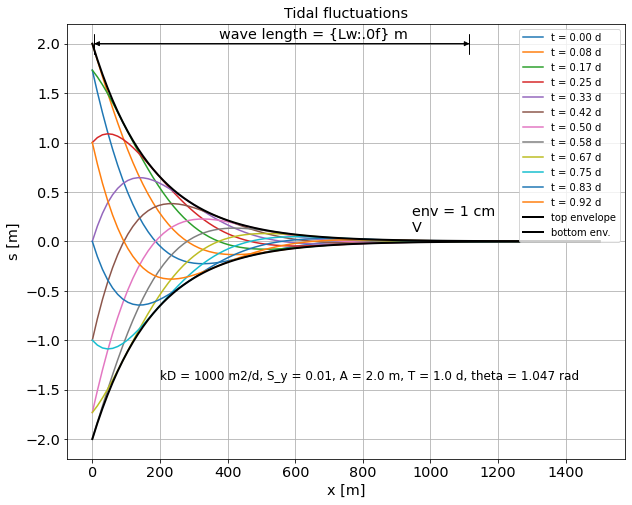 Tidal fluctuations
wave length = {Lw:.0f} m
t = 0.00 d
t = 0.08 d
t = 0.17 d
t = 0.25 d
t = 0.33 d
t = 0.42 d
t = 0.50 d
t = 0.58 d
t = 0.67 d
t = 0.75 d
t = 0.83 d
t = 0.92 d
top envelope
bottom env.
env = 1 cm
V
kD = 1000 m2/d, S_y = 0.01, A = 2.0 m, T = 1.0 d, theta = 1.047 rad
s [m]
2.0
1.5
1.0
0.5
0.0
−0.5
−1.0
−1.5
−2.0
0 200 400 600 800 1000 1200 1400
x [m]